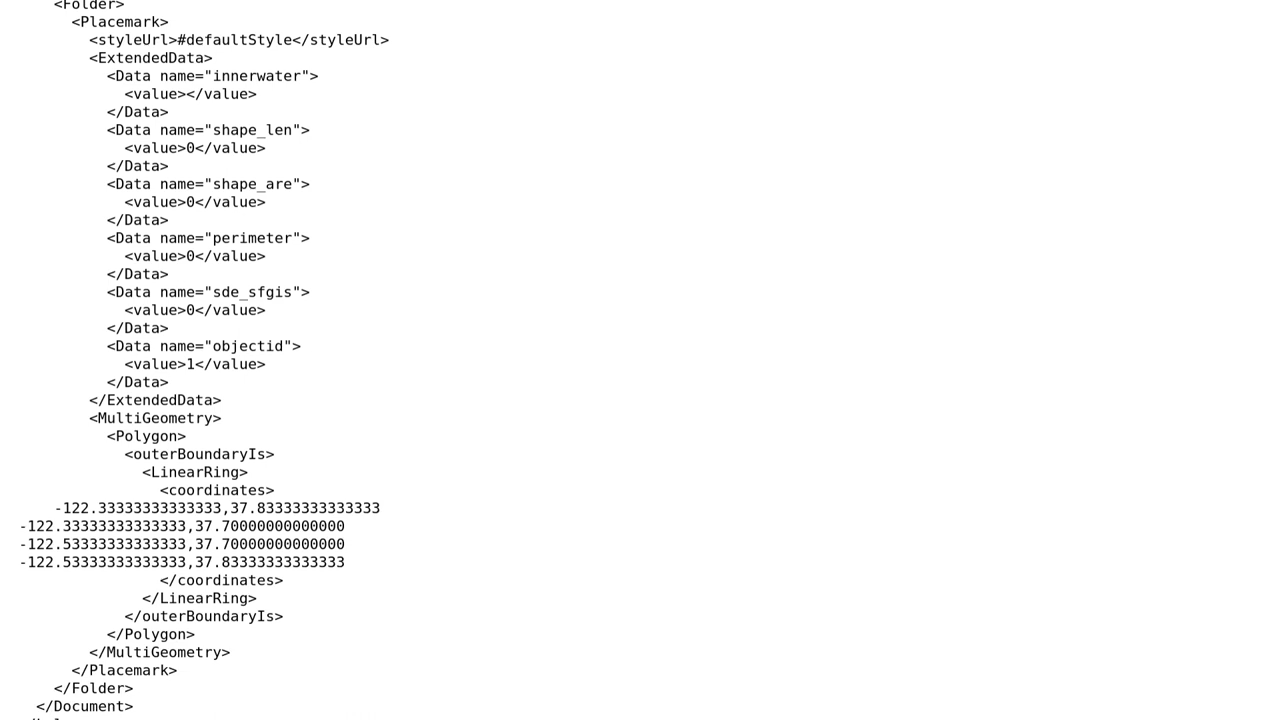 <Folder>
<Placemark>
<styleUrl>#defaultStyle</styleUrl>
<ExtendedData>
<Data name="innerwater">
<value></value>
</Data>
<Data name="shape_len">
<value>0</value>
</Data>
<Data name="shape_are">
<value>0</value>
</Data>
<Data name="perimeter">
<value>0</value>
</Data>
<Data name="sde_sfgis">
<value>0</value>
</Data>
<Data name="objectid">
<value>1</value>
</Data>
</ExtendedData>
<MultiGeometry>
<Polygon>
<outerBoundaryIs>
<LinearRing>
<coordinates>
-122.33333333333333,37.83333333333333
-122.33333333333333,37.70000000000000
-122.53333333333333,37.70000000000000
-122.53333333333333,37.83333333333333
</coordinates>
</LinearRing>
</outerBoundaryIs>
</Polygon>
</MultiGeometry>
</Placemark>
</Folder>
</Document>